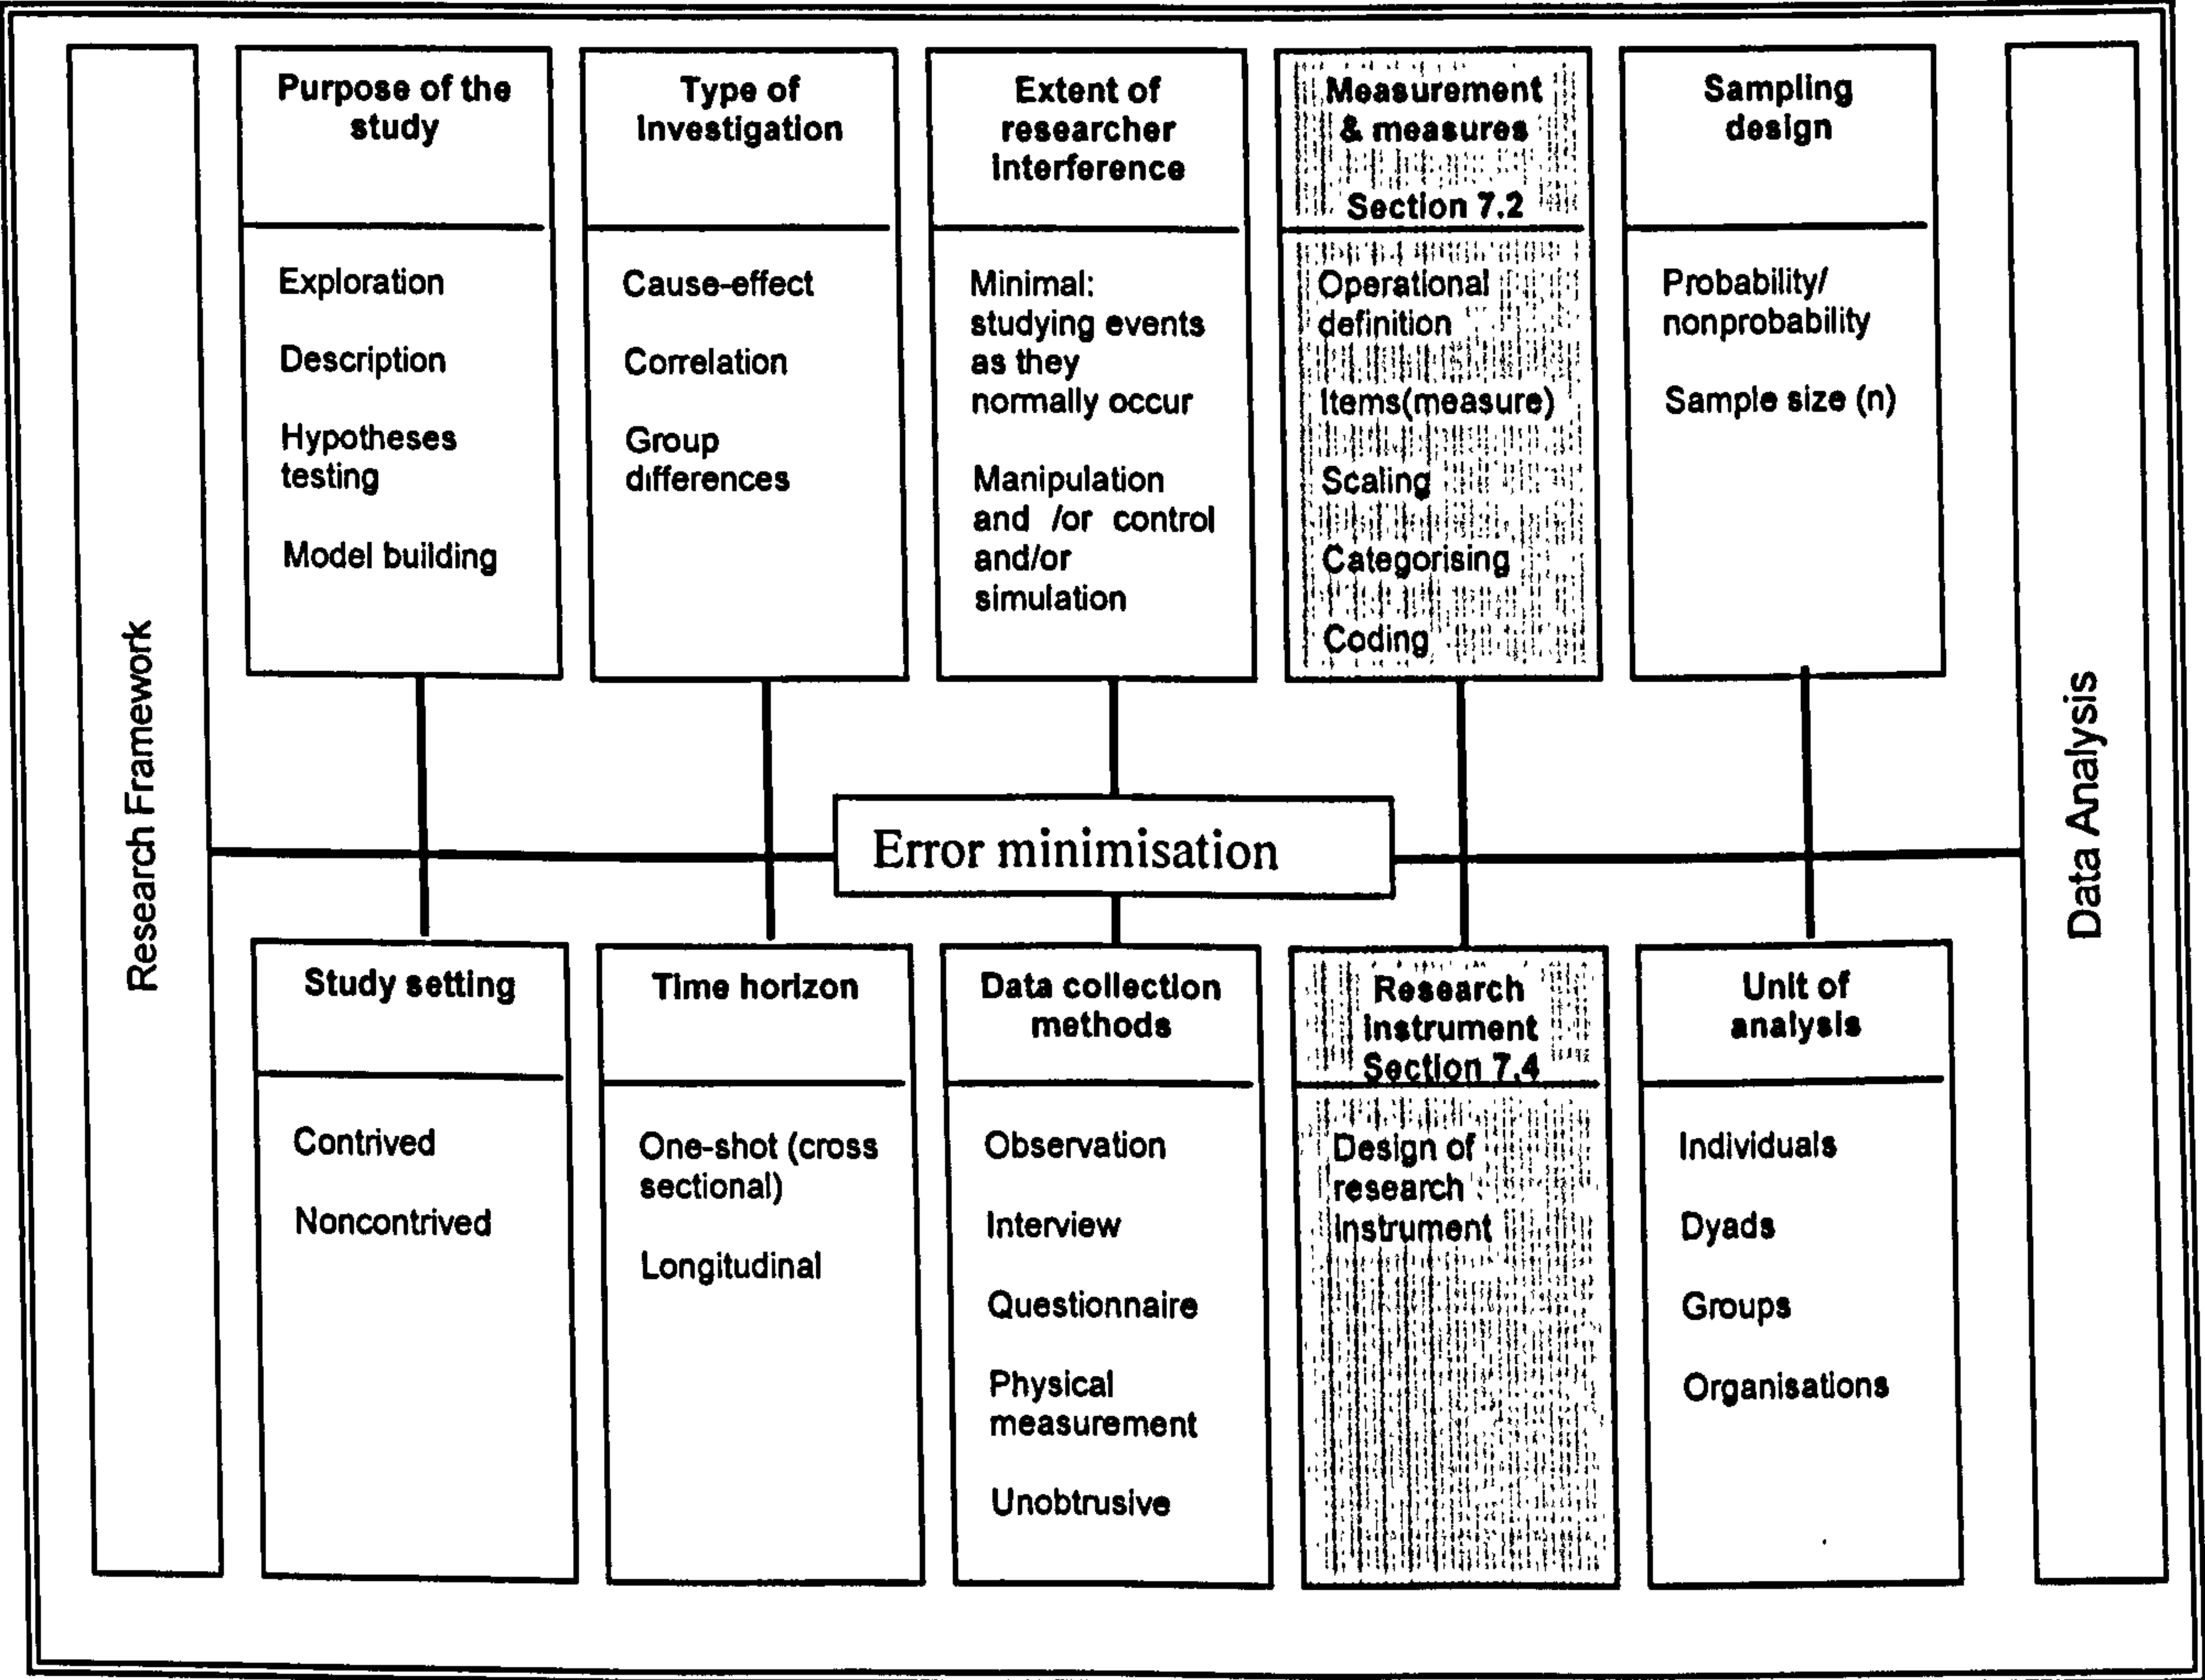 Research Framework
Purpose of the
study
Exploration
Description
Hypotheses
testing
Model building
Type of
Investigation
Cause-effect
Correlation
Group
differences
Extent of
researcher
Interference
Minimal:
studying events
as they
normally occur
Manipulation
and /or control
and/or
simulation
Measurement
& measures
Section 7.2
Operational
definition
Items(measure)
Scaling
Categorising
Coding
Sampling
design
Probability/
nonprobability
Sample size (n)
Error minimisation
Study setting
Contrived
Noncontrived
Time horizon
One-shot (cross
sectional)
Longitudinal
Data collection
methods
Observation
Interview
Questionnaire
Physical
measurement
Unobtrusive
Research
Instrument
Section 7.4
Design of
research
Instrument
Unit of
analysis
Individuals
Dyads
Groups
Organisations
Data Analysis